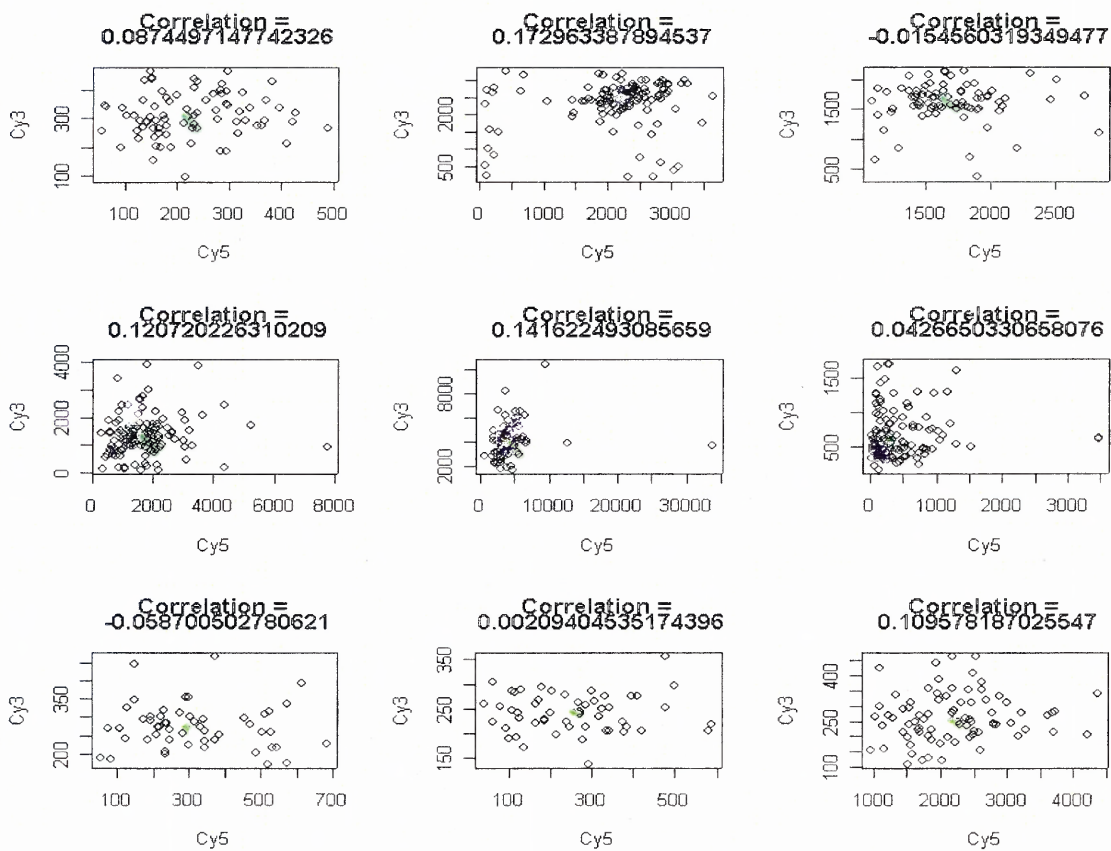 Correlation =
0.0874497147742326
Cy3
300
100
100 200 300 400 500
Cy5
Correlation =
0.172963387894537
Cy3
2000
500
0 1000 2000 3000
Cy5
Correlation =
-0.0154560319349477
Cy3
1500
500
1500 2000 2500
Cy5
Correlation =
0.120720226310209
Cy3
4000
2000
0
0 2000 4000 6000 8000
Cy5
Correlation =
0.141622493085659
Cy3
8000
2000
0 10000 20000 30000
Cy5
Correlation =
0.0426650330658076
Cy3
1500
500
0 1000 2000 3000
Cy5
Correlation =
-0.058700502780621
Cy3
350
200
100 300 500 700
Cy5
Correlation =
0.00209404535174396
Cy3
350
250
150
100 300 500
Cy5
Correlation =
0.109578187025547
Cy3
400
250
100
1000 2000 3000 4000
Cy5